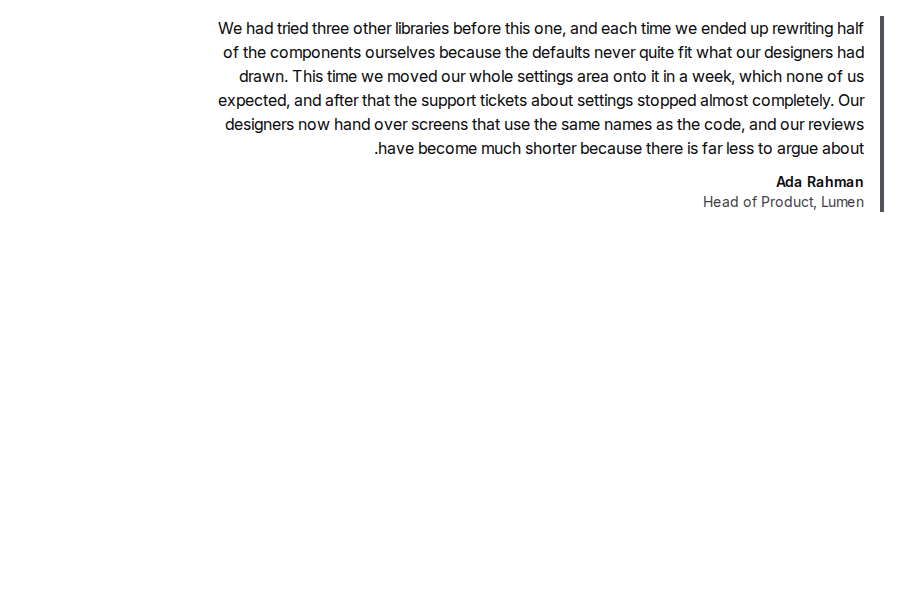 We had tried three other libraries before this one, and each time we ended up rewriting half
of the components ourselves because the defaults never quite fit what our designers had
drawn. This time we moved our whole settings area onto it in a week, which none of us
expected, and after that the support tickets about settings stopped almost completely. Our
designers now hand over screens that use the same names as the code, and our reviews
.have become much shorter because there is far less to argue about
Ada Rahman
Head of Product, Lumen